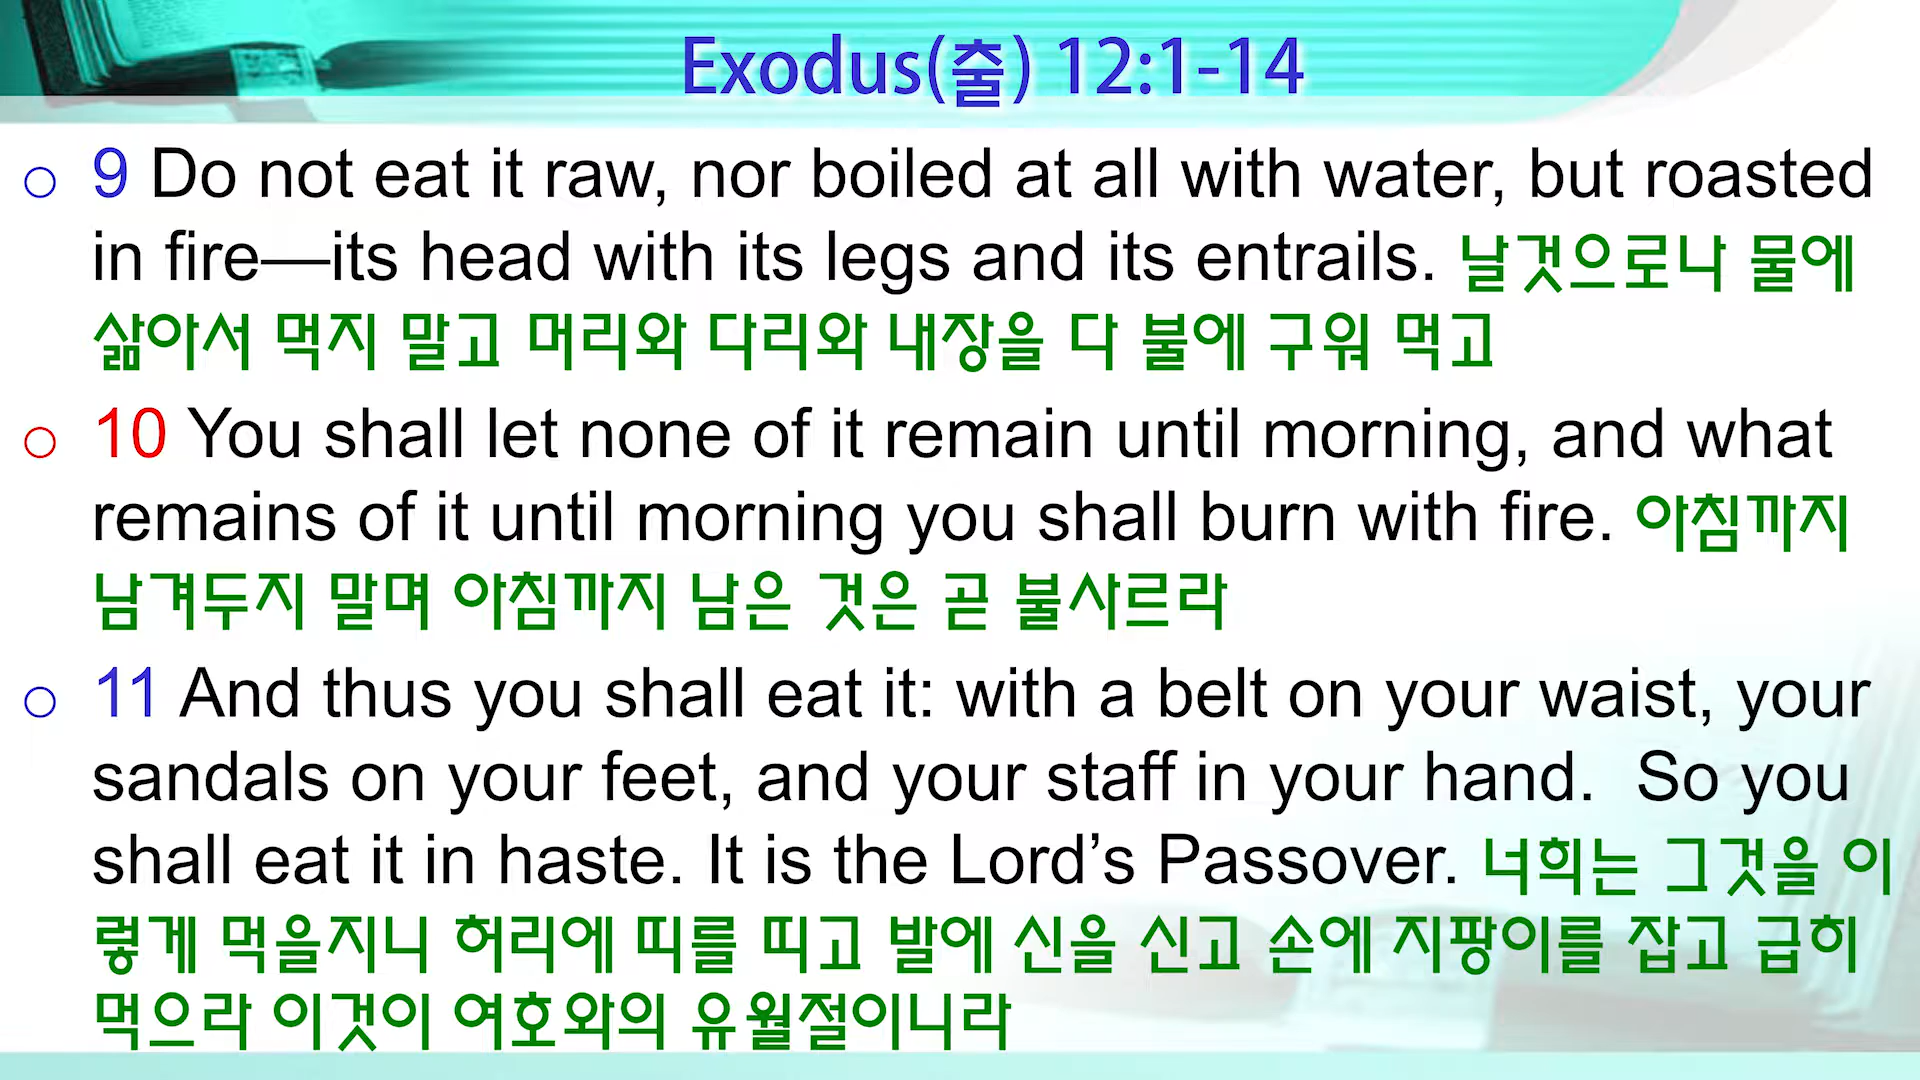 Exodus(출) 12:1-14
9 Do not eat it raw, nor boiled at all with water, but roasted
in fire—its head with its legs and its entrails. 날것으로나 물에
삶아서 먹지 말고 머리와 다리와 내장을 다 불에 구워 먹고
10 You shall let none of it remain until morning, and what
remains of it until morning you shall burn with fire. 아침까지
남겨두지 말며 아침까지 남은 것은 곧 불사르라
11 And thus you shall eat it: with a belt on your waist, your
sandals on your feet, and your staff in your hand.  So you
shall eat it in haste. It is the Lord’s Passover. 너희는 그것을 이
렇게 먹을지니 허리에 띠를 띠고 발에 신을 신고 손에 지팡이를 잡고 급히
먹으라 이것이 여호와의 유월절이니라